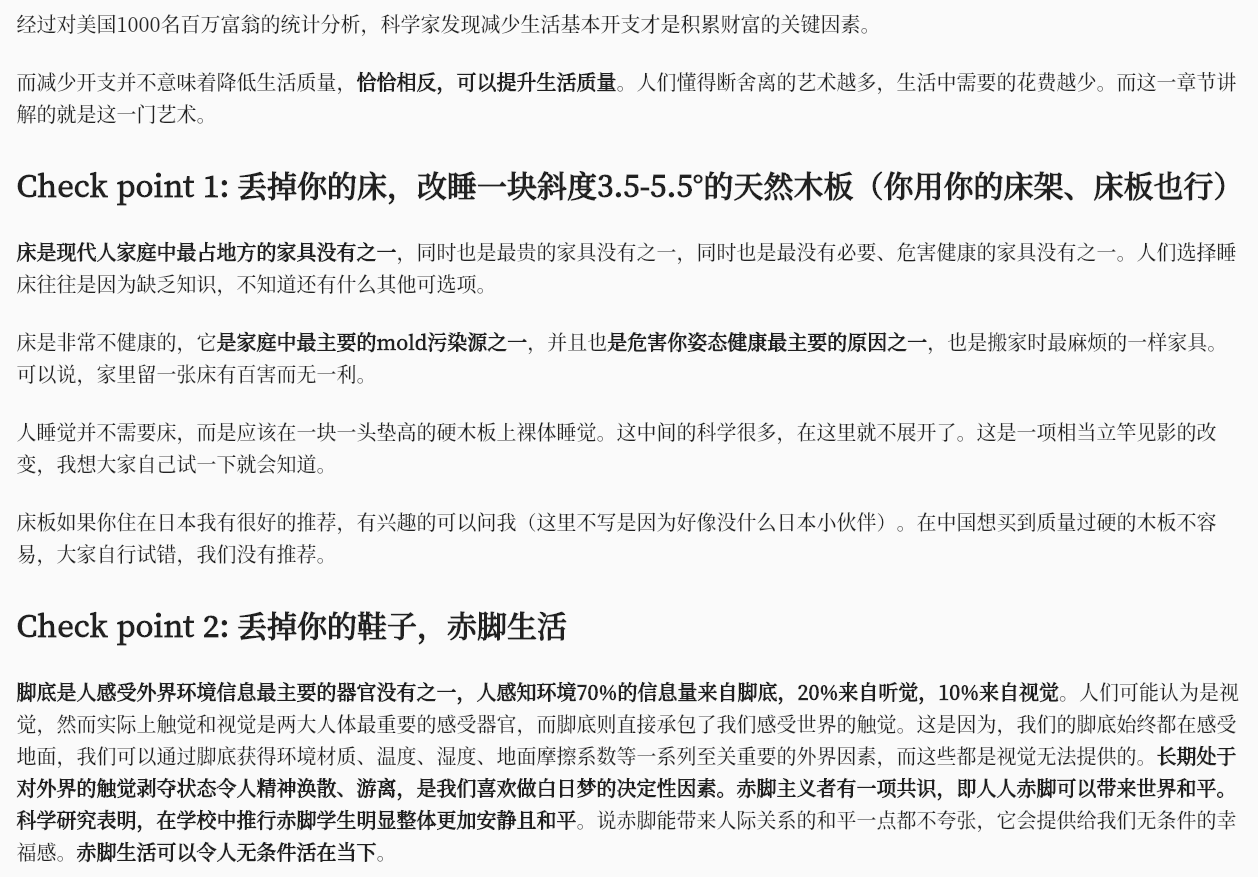 经过对美国1000名百万富翁的统计分析，科学家发现减少生活基本开支才是积累财富的关键因素。
而减少开支并不意味着降低生活质量，恰恰相反，可以提升生活质量。人们懂得断舍离的艺术越多，生活中需要的花费越少。而这一章节讲
解的就是这一门艺术。
Check point 1: 丢掉你的床，改睡一块斜度3.5-5.5°的天然木板（你用你的床架、床板也行）
床是现代人家庭中最占地方的家具没有之一，同时也是最贵的家具没有之一，同时也是最没有必要、危害健康的家具没有之一。人们选择睡
床往往是因为缺乏知识，不知道还有什么其他可选项。
床是非常不健康的，它是家庭中最主要的mold污染源之一，并且也是危害你姿态健康最主要的原因之一，也是搬家时最麻烦的一样家具。
可以说，家里留一张床有百害而无一利。
人睡觉并不需要床，而是应该在一块一头垫高的硬木板上裸体睡觉。这中间的科学很多，在这里就不展开了。这是一项相当立竿见影的改
变，我想大家自己试一下就会知道。
床板如果你住在日本我有很好的推荐，有兴趣的可以问我（这里不写是因为好像没什么日本小伙伴）。在中国想买到质量过硬的木板不容
易，大家自行试错，我们没有推荐。
Check point 2: 丢掉你的鞋子，赤脚生活
脚底是人感受外界环境信息最主要的器官没有之一，人感知环境70%的信息量来自脚底，20%来自听觉，10%来自视觉。人们可能认为是视
觉，然而实际上触觉和视觉是两大人体最重要的感受器官，而脚底则直接承包了我们感受世界的触觉。这是因为，我们的脚底始终都在感受
地面，我们可以通过脚底获得环境材质、温度、湿度、地面摩擦系数等一系列至关重要的外界因素，而这些都是视觉无法提供的。长期处于
对外界的触觉剥夺状态令人精神涣散、游离，是我们喜欢做白日梦的决定性因素。赤脚主义者有一项共识，即人人赤脚可以带来世界和平。
科学研究表明，在学校中推行赤脚学生明显整体更加安静且和平。说赤脚能带来人际关系的和平一点都不夸张，它会提供给我们无条件的幸
福感。赤脚生活可以令人无条件活在当下。